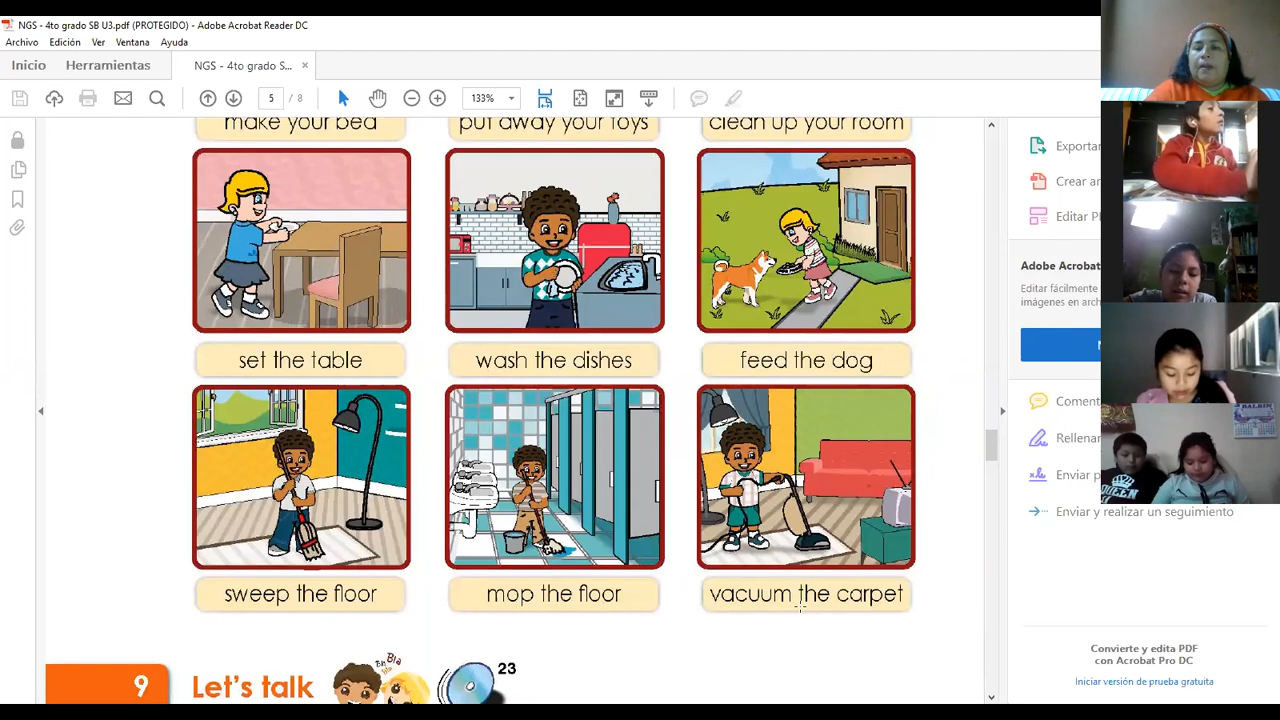 NGS - 4to grado SB U3.pdf (PROTEGIDO) - Adobe Acrobat Reader DC
Archivo Edición Ver Ventana Ayuda
Inicio Herramientas NGS - 4to grado S... ×
5 / 8 133%
make your bed put away your toys clean up your room
set the table wash the dishes feed the dog
sweep the floor mop the floor vacuum the carpet
9 Let's talk Bla Bla 23
Exportar
Crear ar
Editar P
Adobe Acrobat
Editar fácilmente
imágenes en arch
Coment
Rellenar
Enviar p
Enviar y realizar un seguimiento
Convierte y edita PDF
con Acrobat Pro DC
Iniciar versión de prueba gratuita